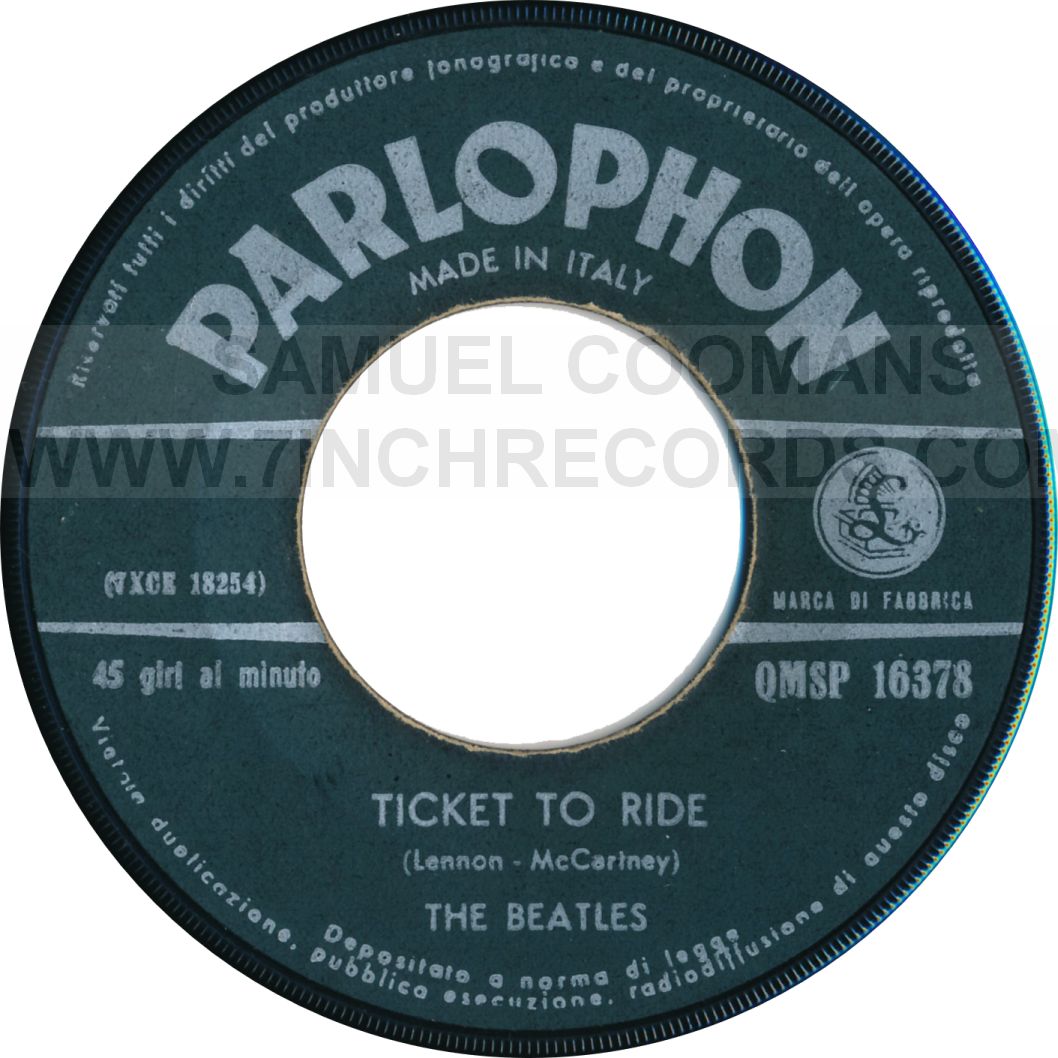 Riservati tutti i diritti del produttore fonografico e del proprietario dell'opera riprodotta
PARLOPHON
MADE IN ITALY
SAMUEL COOMANS
WWW.7INCHRECORDS.CO
£
(7XCE 18254)
MARCA DI FABBRICA
45 giri al minuto
QMSP 16378
TICKET TO RIDE
(Lennon - McCartney)
THE BEATLES
Depositato a norma di legge
Vietata duplicazione, pubblica esecuzione, radiodiffusione di questo disco